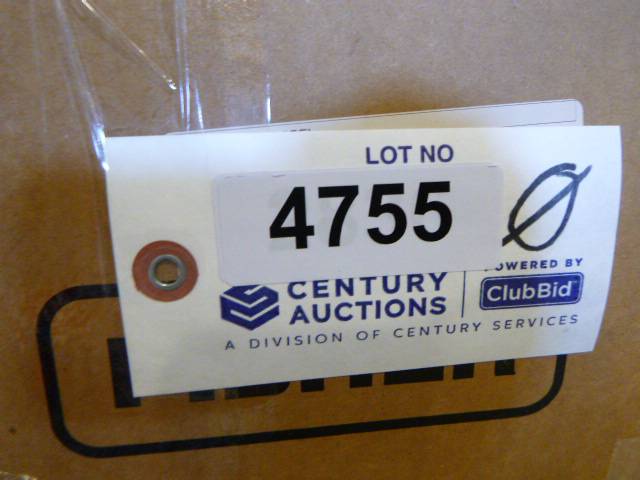 LOT NO
4755 Ø
POWERED BY
CENTURY AUCTIONS
ClubBid
A DIVISION OF CENTURY SERVICES